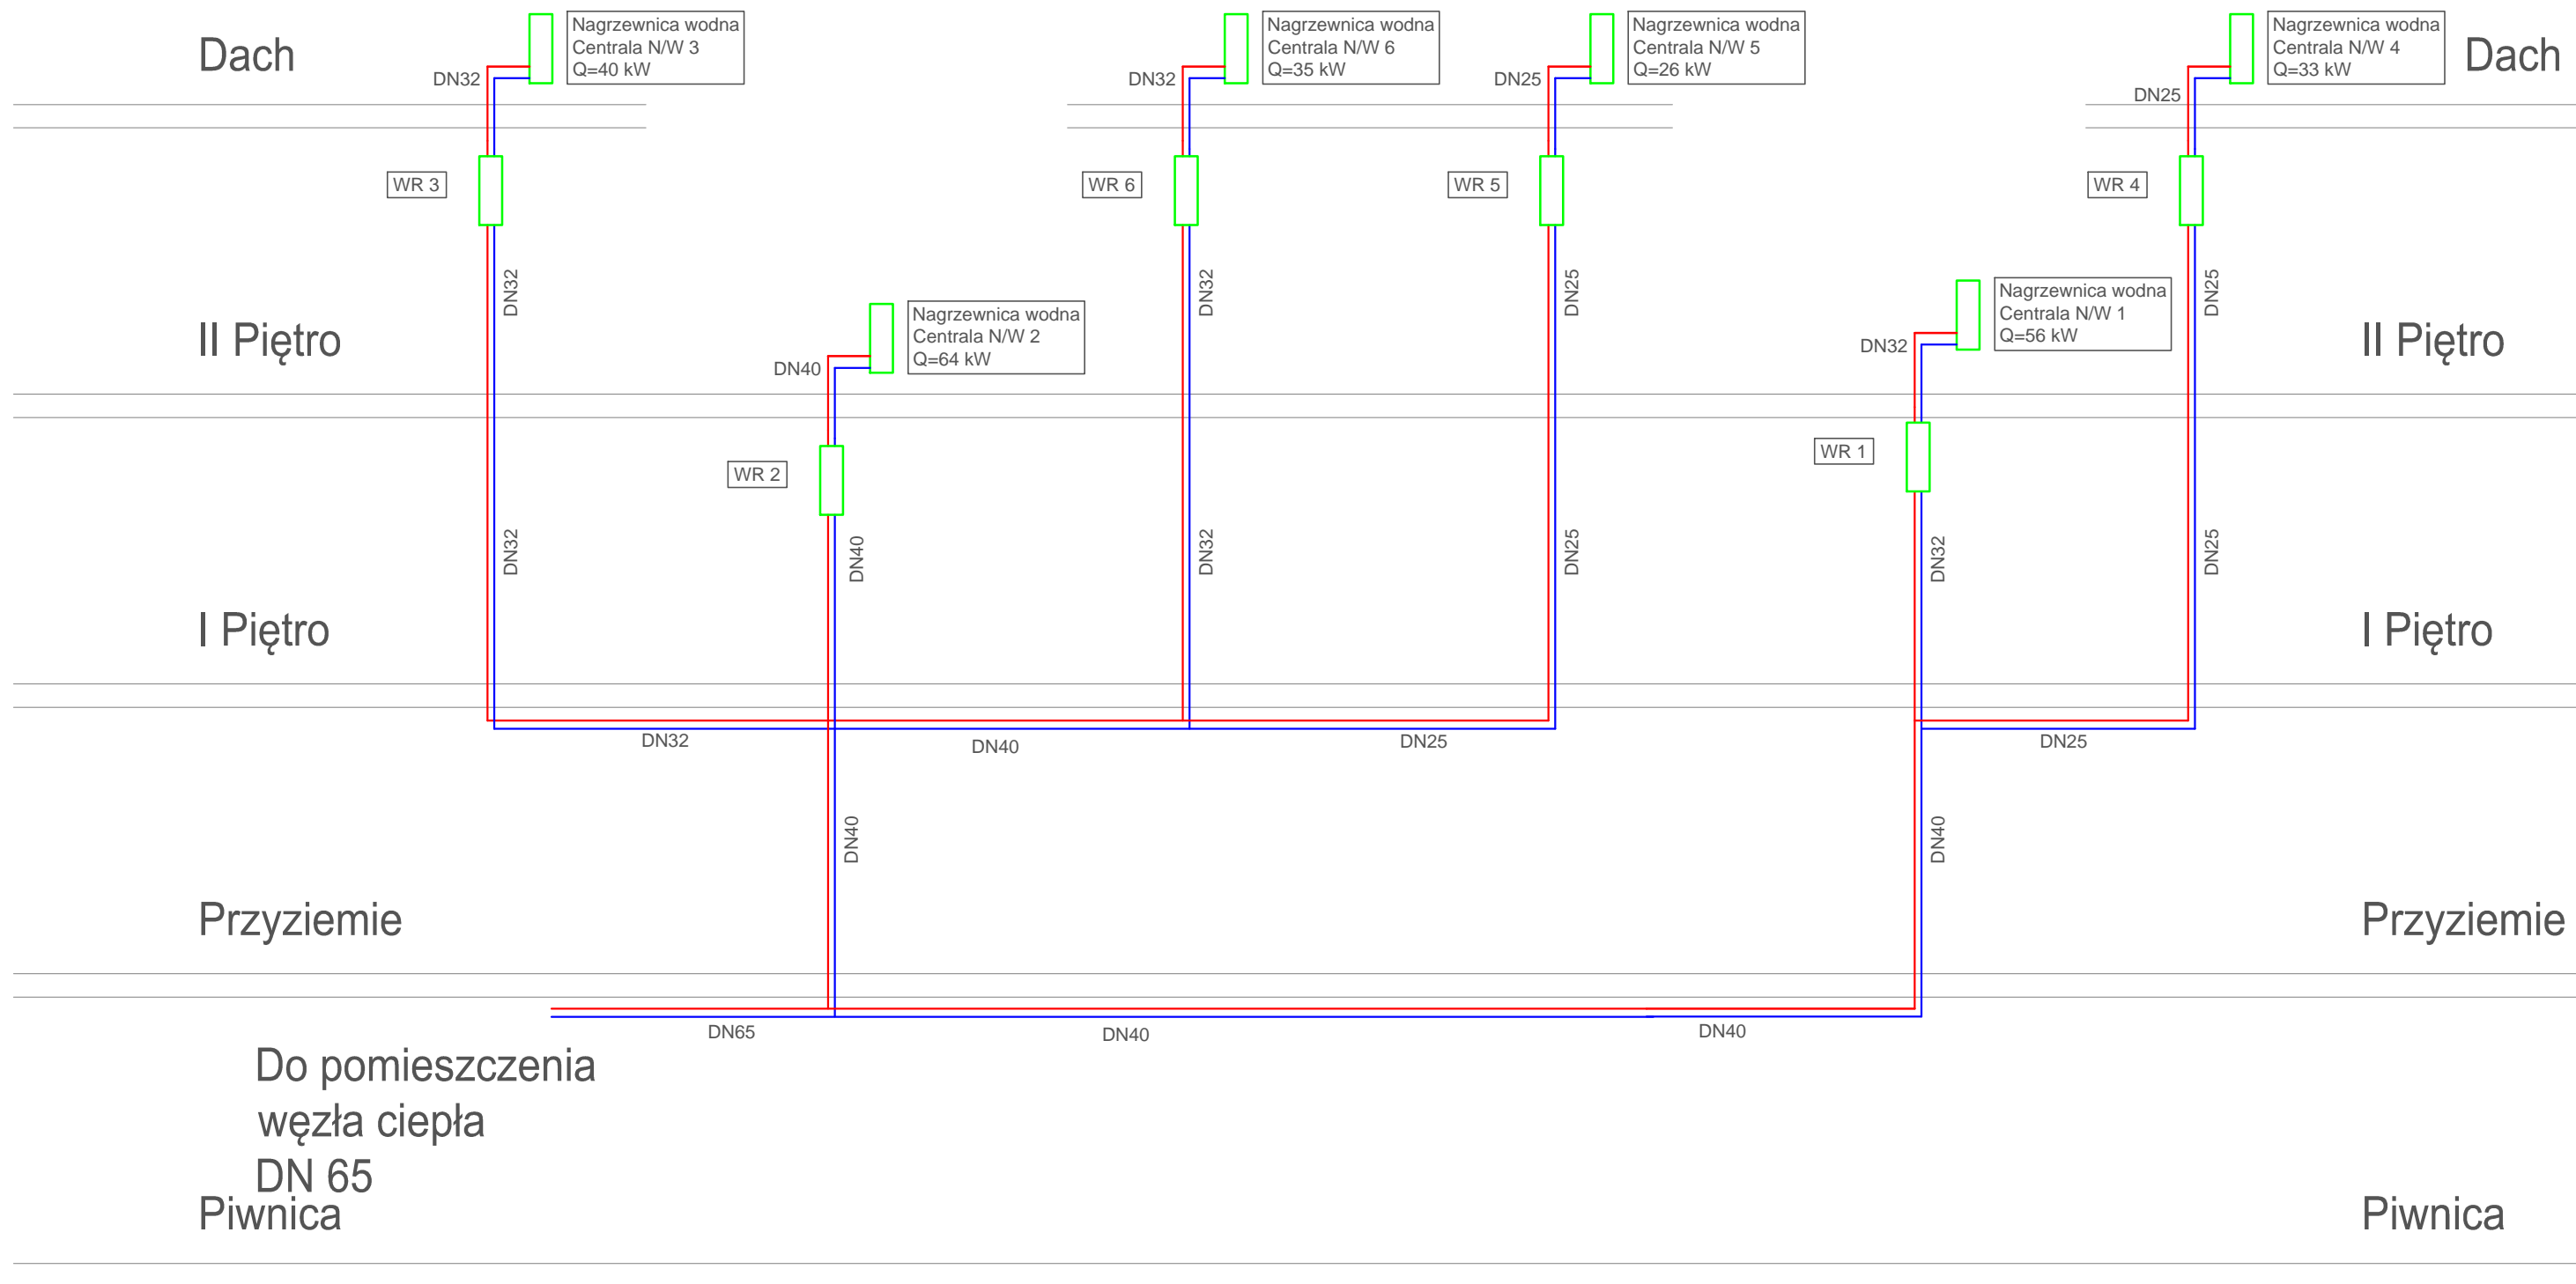 Dach
DN32
Nagrzewnica wodna
Centrala N/W 3
Q=40 kW
DN32
Nagrzewnica wodna
Centrala N/W 6
Q=35 kW
DN25
Nagrzewnica wodna
Centrala N/W 5
Q=26 kW
DN25
Nagrzewnica wodna
Centrala N/W 4
Q=33 kW
Dach
WR 3
WR 6
WR 5
WR 4
DN32
DN32
DN25
DN25
II Piętro
DN40
Nagrzewnica wodna
Centrala N/W 2
Q=64 kW
DN32
Nagrzewnica wodna
Centrala N/W 1
Q=56 kW
II Piętro
WR 2
WR 1
DN32
DN40
DN32
DN25
DN32
DN25
I Piętro
I Piętro
DN32
DN40
DN25
DN25
DN40
DN40
Przyziemie
Przyziemie
DN65
DN40
DN40
Do pomieszczenia
węzła ciepła
DN 65
Piwnica
Piwnica